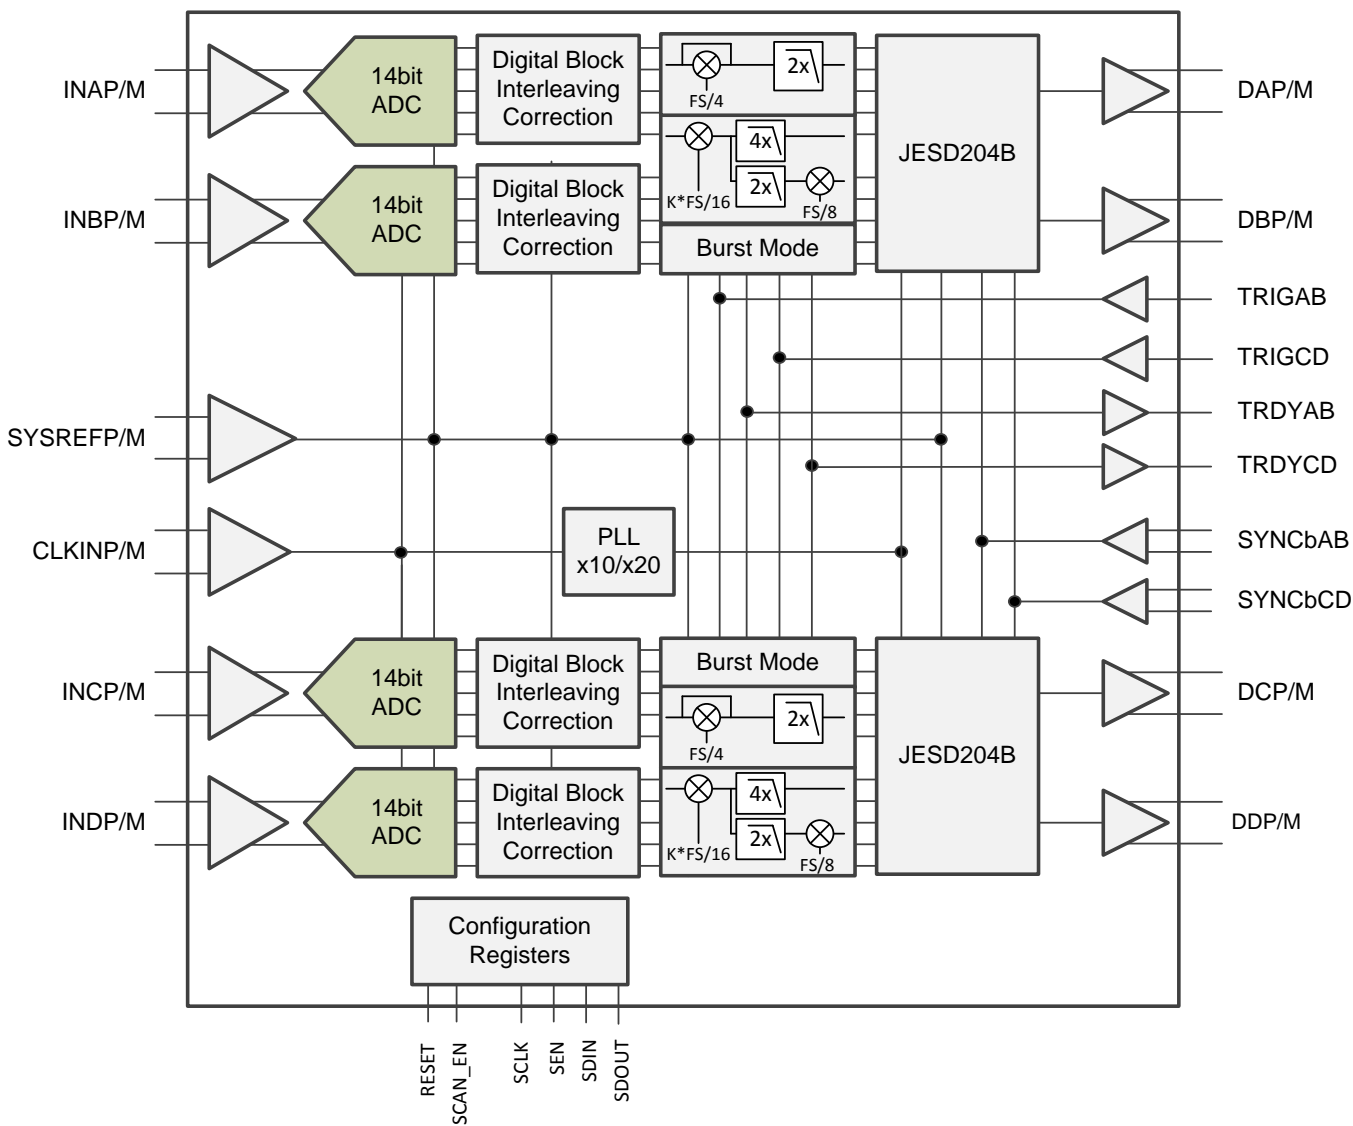 INAP/M
14bit
ADC
Digital Block
Interleaving
Correction
FS/4
2x
JESD204B
DAP/M
K*FS/16
4x
2x
FS/8
INBP/M
14bit
ADC
Digital Block
Interleaving
Correction
Burst Mode
DBP/M
TRIGAB
TRIGCD
TRDYAB
SYSREFP/M
TRDYCD
CLKINP/M
PLL
x10/x20
SYNCbAB
SYNCbCD
INCP/M
14bit
ADC
Digital Block
Interleaving
Correction
Burst Mode
FS/4
2x
JESD204B
DCP/M
INDP/M
14bit
ADC
Digital Block
Interleaving
Correction
K*FS/16
4x
2x
FS/8
DDP/M
Configuration
Registers
RESET
SCAN_EN
SCLK
SEN
SDIN
SDOUT